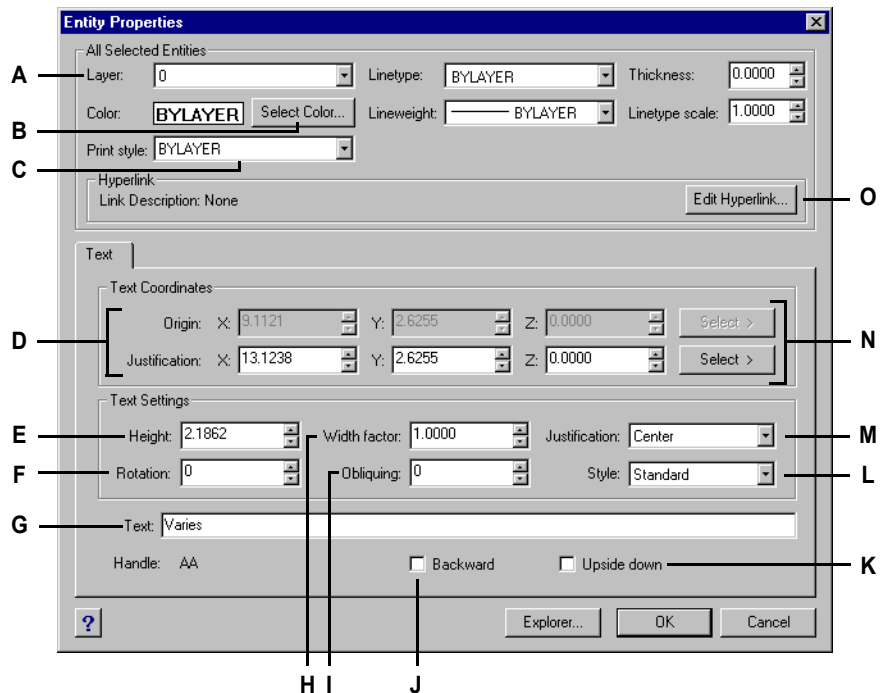 Entity Properties
All Selected Entities
A Layer: 0 Linetype: BYLAYER Thickness: 0.0000
Color: BYLAYER Select Color... Lineweight: BYLAYER Linetype scale: 1.0000
B
Print style: BYLAYER
C
Hyperlink
Link Description: None Edit Hyperlink... O
Text
Text Coordinates
Origin: X: 9.1121 Y: 2.6255 Z: 0.0000 Select >
D N
Justification: X: 13.1238 Y: 2.6255 Z: 0.0000 Select >
Text Settings
E Height: 2.1862 Width factor: 1.0000 Justification: Center M
F Rotation: 0 Obliquing: 0 Style: Standard L
G Text: Varies
Handle: AA Backward Upside down K
? Explorer... OK Cancel
H I J